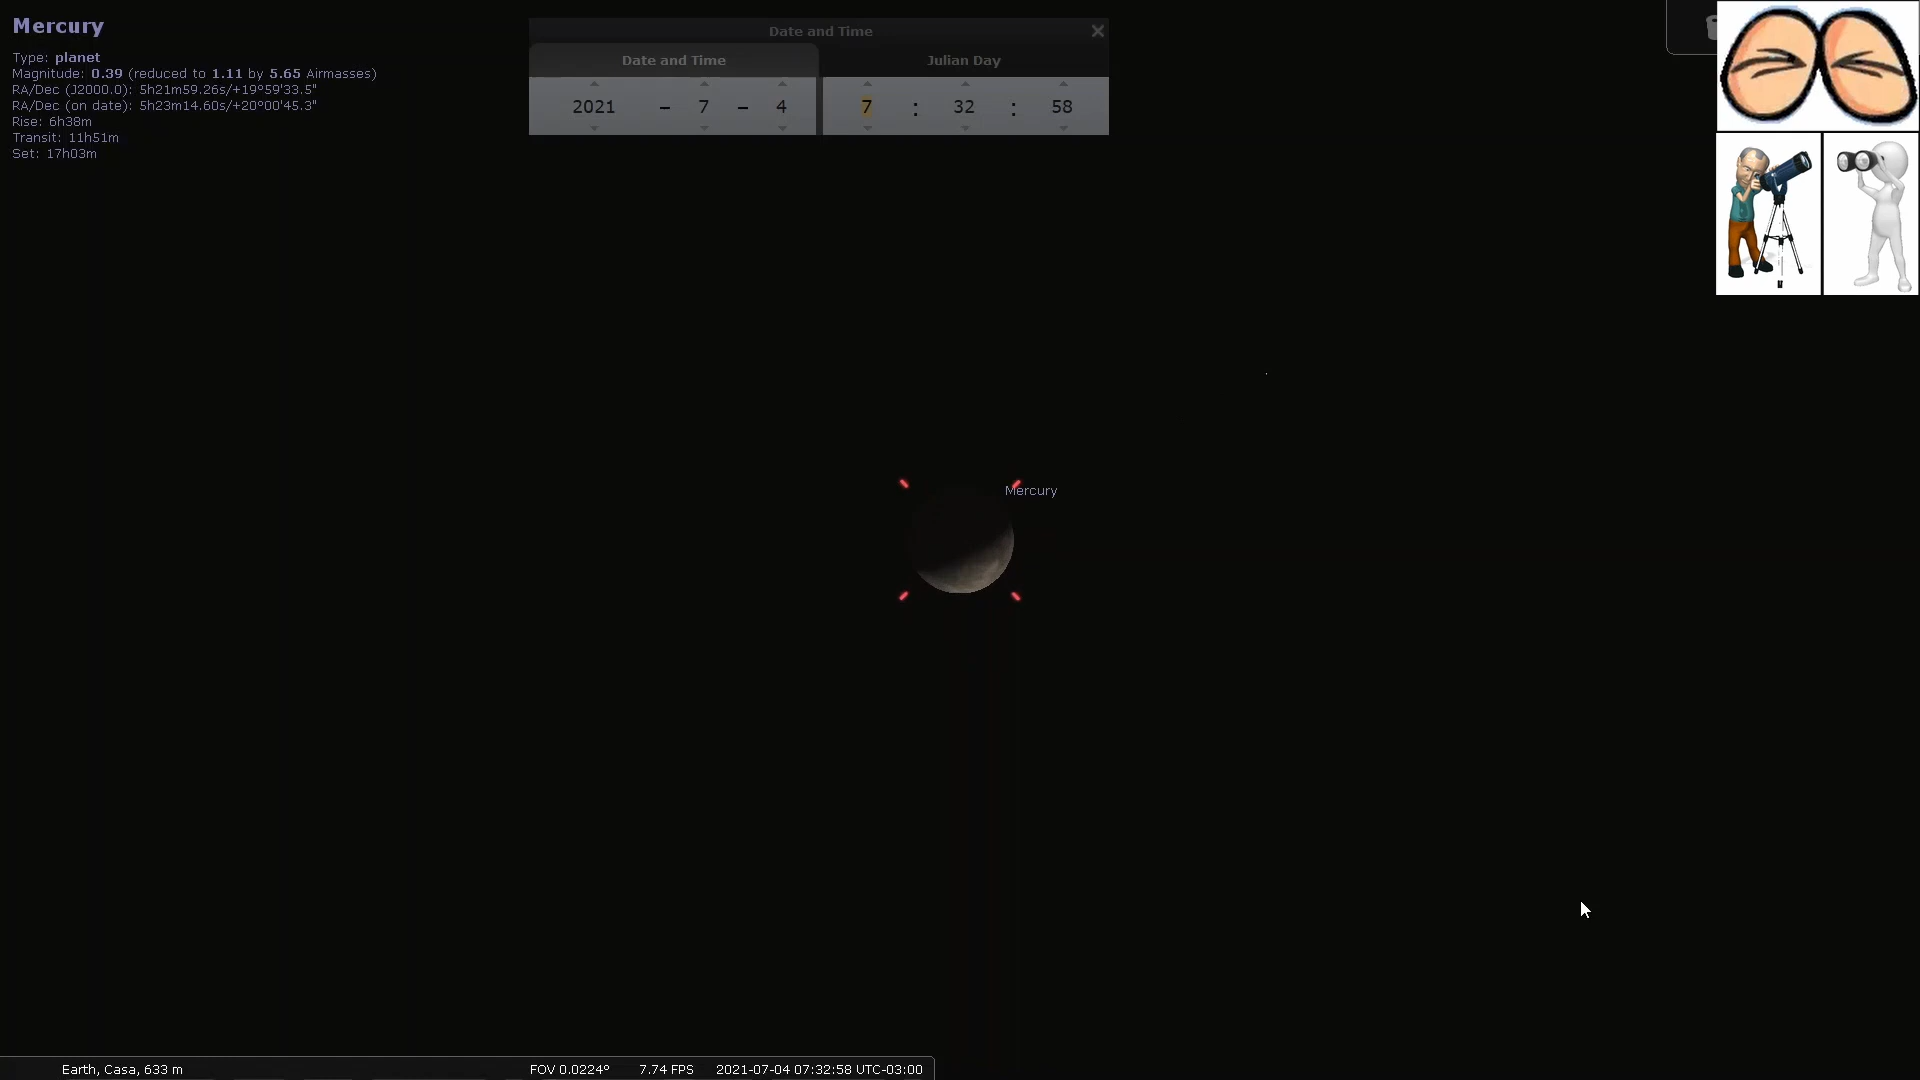 Mercury
Type: planet
Magnitude: 0.39 (reduced to 1.11 by 5.65 Airmasses)
RA/Dec (J2000.0): 5h21m59.26s/+19°59'33.5"
RA/Dec (on date): 5h23m14.60s/+20°00'45.3"
Rise: 6h38m
Transit: 11h51m
Set: 17h03m
Date and Time
Date and Time Julian Day
2021 – 7 – 4 7 : 32 : 58
Mercury
Earth, Casa, 633 m FOV 0.0224° 7.74 FPS 2021-07-04 07:32:58 UTC-03:00